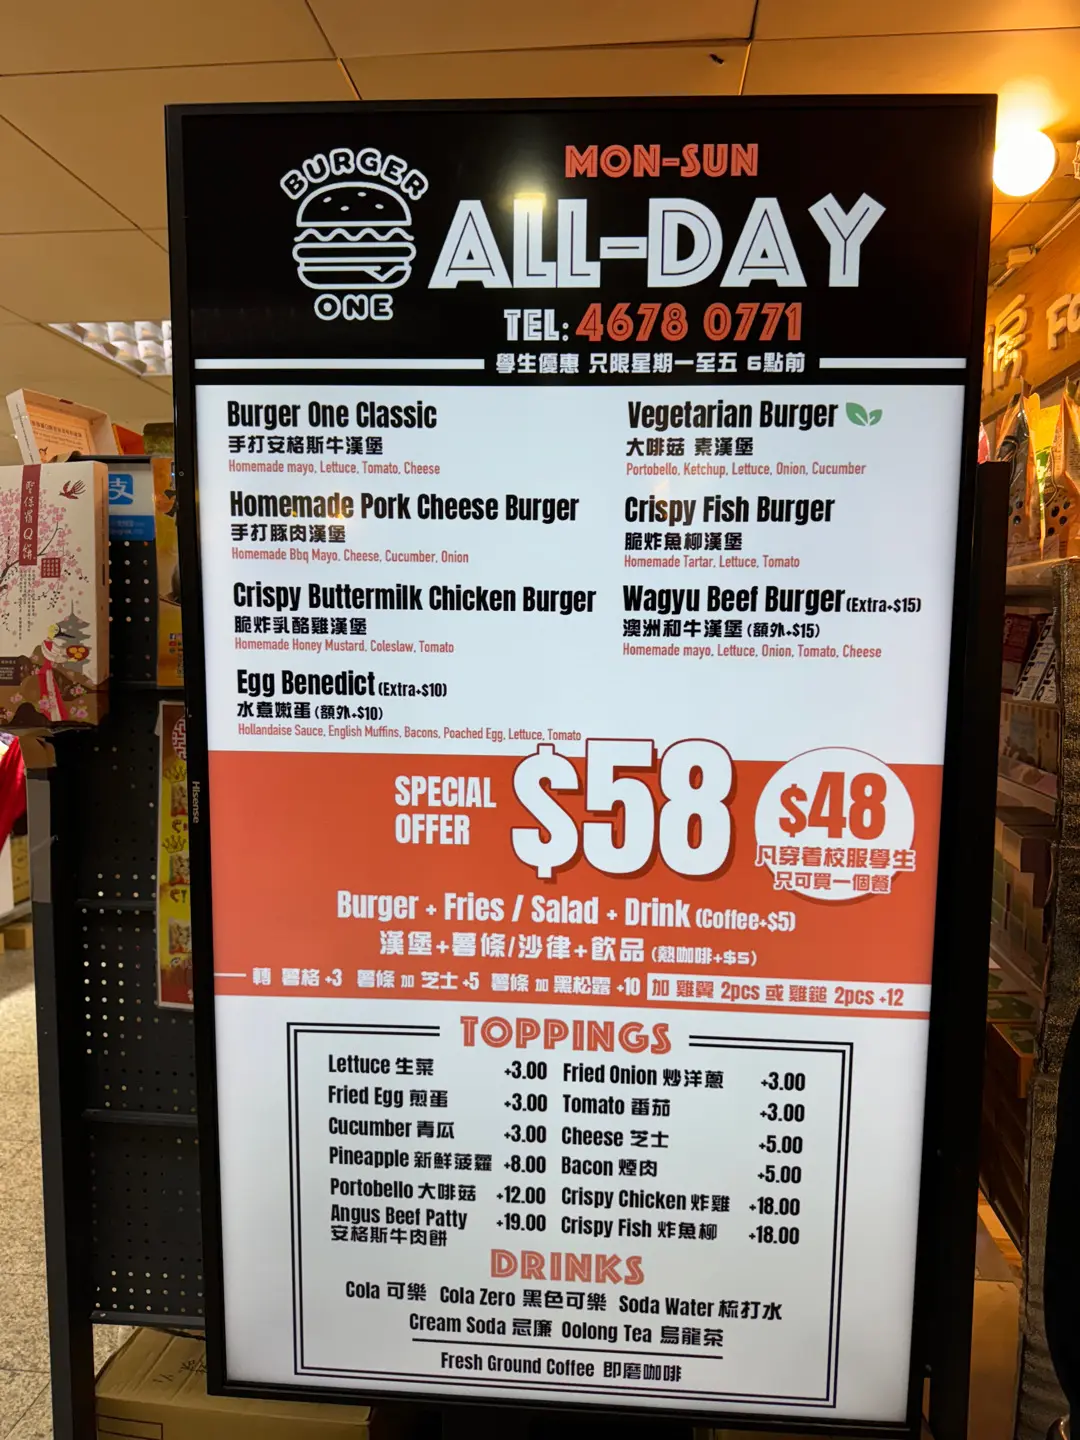 BURGER
ONE
MON-SUN
ALL-DAY
TEL: 4678 0771
學生優惠 只限星期一至五 6點前
Burger One Classic
手打安格斯牛漢堡
Homemade mayo, Lettuce, Tomato, Cheese
Homemade Pork Cheese Burger
手打豚肉漢堡
Homemade Bbq Mayo. Cheese, Cucumber, Onion
Crispy Buttermilk Chicken Burger
脆炸乳酪雞漢堡
Homemade Honey Mustard, Coleslaw, Tomato
Egg Benedict (Extra+$10)
水煮嫩蛋 (額外+$10)
Hollandaise Sauce, English Muffins, Bacons, Poached Egg, Lettuce, Tomato
Vegetarian Burger
大啡菇 素漢堡
Portobello, Ketchup, Lettuce, Onion, Cucumber
Crispy Fish Burger
脆炸魚柳漢堡
Homemade Tartar, Lettuce, Tomato
Wagyu Beef Burger (Extra+$15)
澳洲和牛漢堡 (額外+$15)
Homemade mayo, Lettuce, Onion, Tomato, Cheese
SPECIAL
OFFER
$58
$48
凡穿着校服學生
只可買一個餐
Burger + Fries / Salad + Drink (Coffee+$5)
漢堡+薯條/沙律+飲品 (熱咖啡+$5)
轉 薯格 +3 薯條 加 芝士 +5 薯條 加 黑松露 +10 加 雞翼 2pcs 或 雞鎚 2pcs +12
TOPPINGS
Lettuce 生菜 +3.00 Fried Onion 炒洋蔥 +3.00
Fried Egg 煎蛋 +3.00 Tomato 番茄 +3.00
Cucumber 青瓜 +3.00 Cheese 芝士 +5.00
Pineapple 新鮮菠蘿 +8.00 Bacon 煙肉 +5.00
Portobello 大啡菇 +12.00 Crispy Chicken 炸雞 +18.00
Angus Beef Patty +19.00 Crispy Fish 炸魚柳 +18.00
安格斯牛肉餅
DRINKS
Cola 可樂 Cola Zero 黑色可樂 Soda Water 梳打水
Cream Soda 忌廉 Oolong Tea 烏龍茶
Fresh Ground Coffee 即磨咖啡
Hisense
支